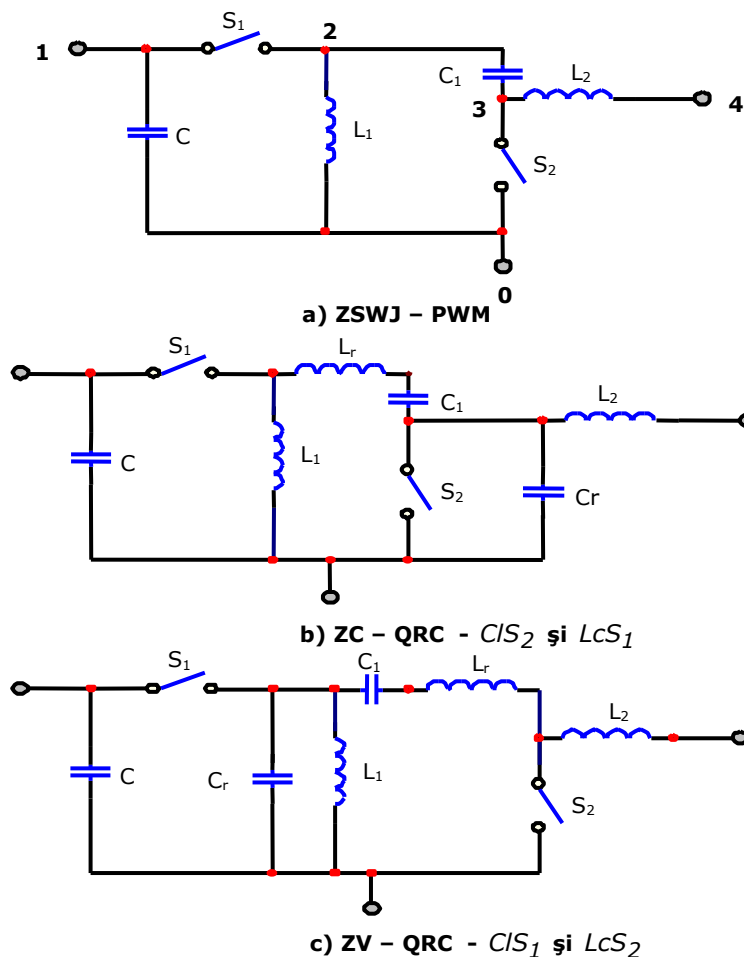 S₁
2
1
C₁
L₂
3
4
C
L₁
S₂
0
a) ZSWJ – PWM
S₁
Lᵣ
C₁
L₂
C
L₁
S₂
Cr
b) ZC – QRC - ClS₂ şi LcS₁
S₁
C₁
Lᵣ
L₂
C
Cᵣ
L₁
S₂
c) ZV – QRC - ClS₁ şi LcS₂